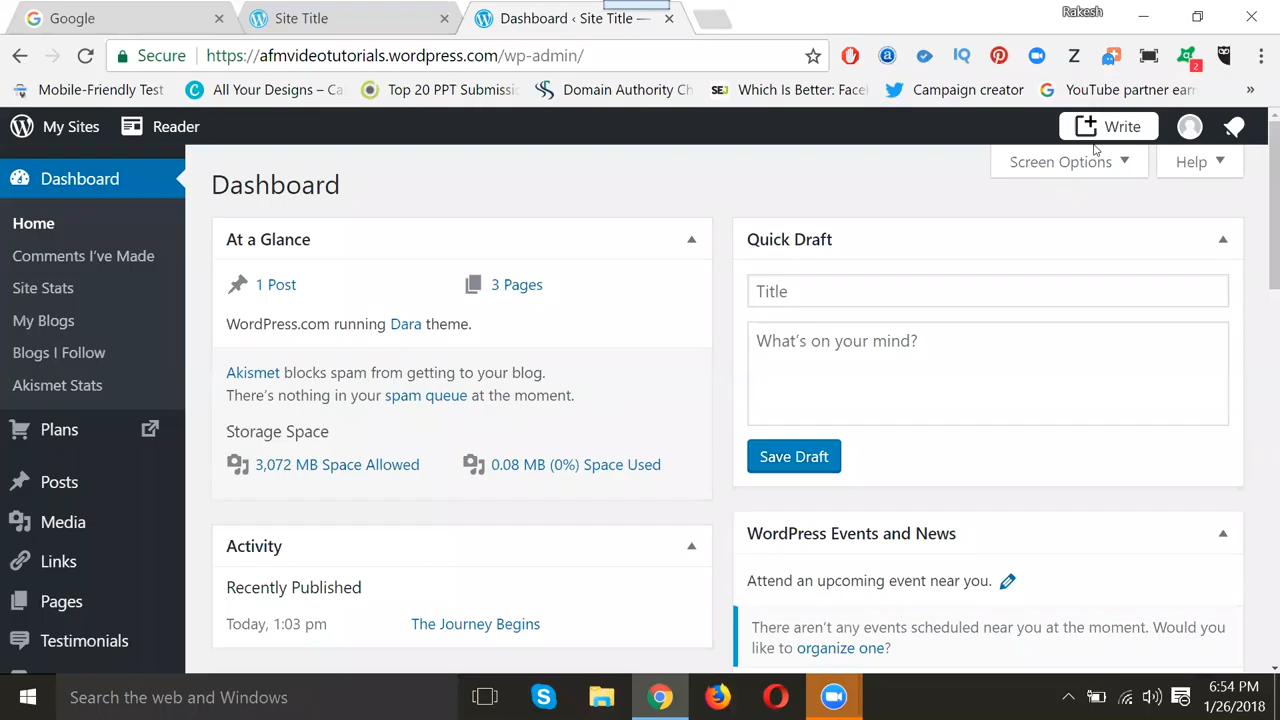 Google
Site Title
Dashboard ‹ Site Title —
Rakesh
Secure
https://afmvideotutorials.wordpress.com/wp-admin/
Mobile-Friendly Test
All Your Designs – Ca
Top 20 PPT Submissi
Domain Authority Ch
SEJ
Which Is Better: Face
Campaign creator
YouTube partner earn
»
My Sites
Reader
Write
Dashboard
Screen Options
Help
Dashboard
Home
Comments I've Made
Site Stats
My Blogs
Blogs I Follow
Akismet Stats
Plans
Posts
Media
Links
Pages
Testimonials
At a Glance
1 Post
3 Pages
WordPress.com running Dara theme.
Akismet blocks spam from getting to your blog.
There's nothing in your spam queue at the moment.
Storage Space
3,072 MB Space Allowed
0.08 MB (0%) Space Used
Activity
Recently Published
Today, 1:03 pm
The Journey Begins
Quick Draft
Title
What's on your mind?
Save Draft
WordPress Events and News
Attend an upcoming event near you.
There aren't any events scheduled near you at the moment. Would you
like to organize one?
Search the web and Windows
6:54 PM
1/26/2018